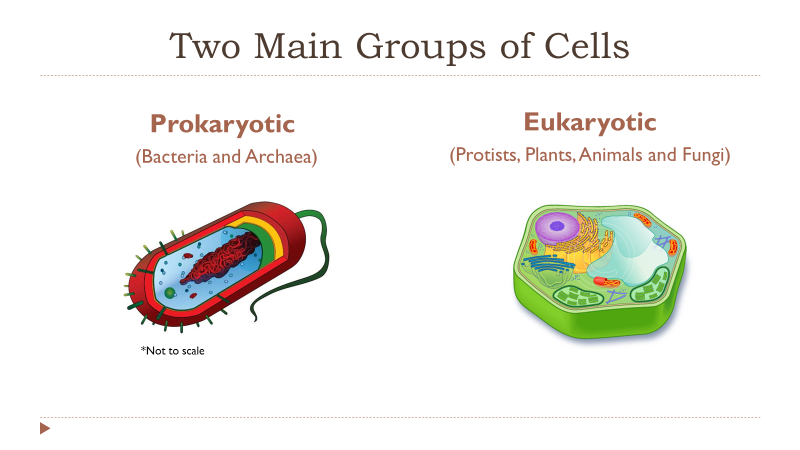 Two Main Groups of Cells
Prokaryotic
(Bacteria and Archaea)
Eukaryotic
(Protists, Plants, Animals and Fungi)
*Not to scale